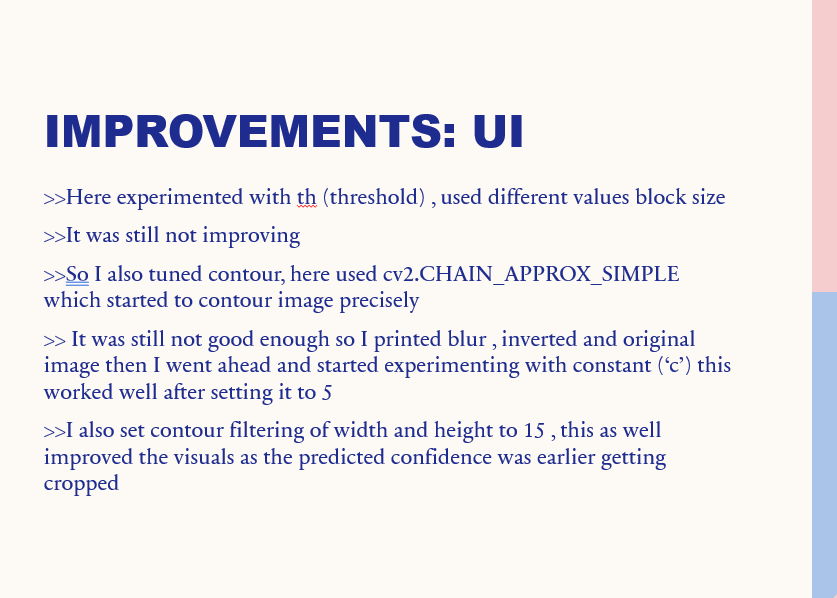 IMPROVEMENTS: UI
>>Here experimented with th (threshold) , used different values block size
>>It was still not improving
>>So I also tuned contour, here used cv2.CHAIN_APPROX_SIMPLE
which started to contour image precisely
>> It was still not good enough so I printed blur , inverted and original
image then I went ahead and started experimenting with constant (‘c’) this
worked well after setting it to 5
>>I also set contour filtering of width and height to 15 , this as well
improved the visuals as the predicted confidence was earlier getting
cropped